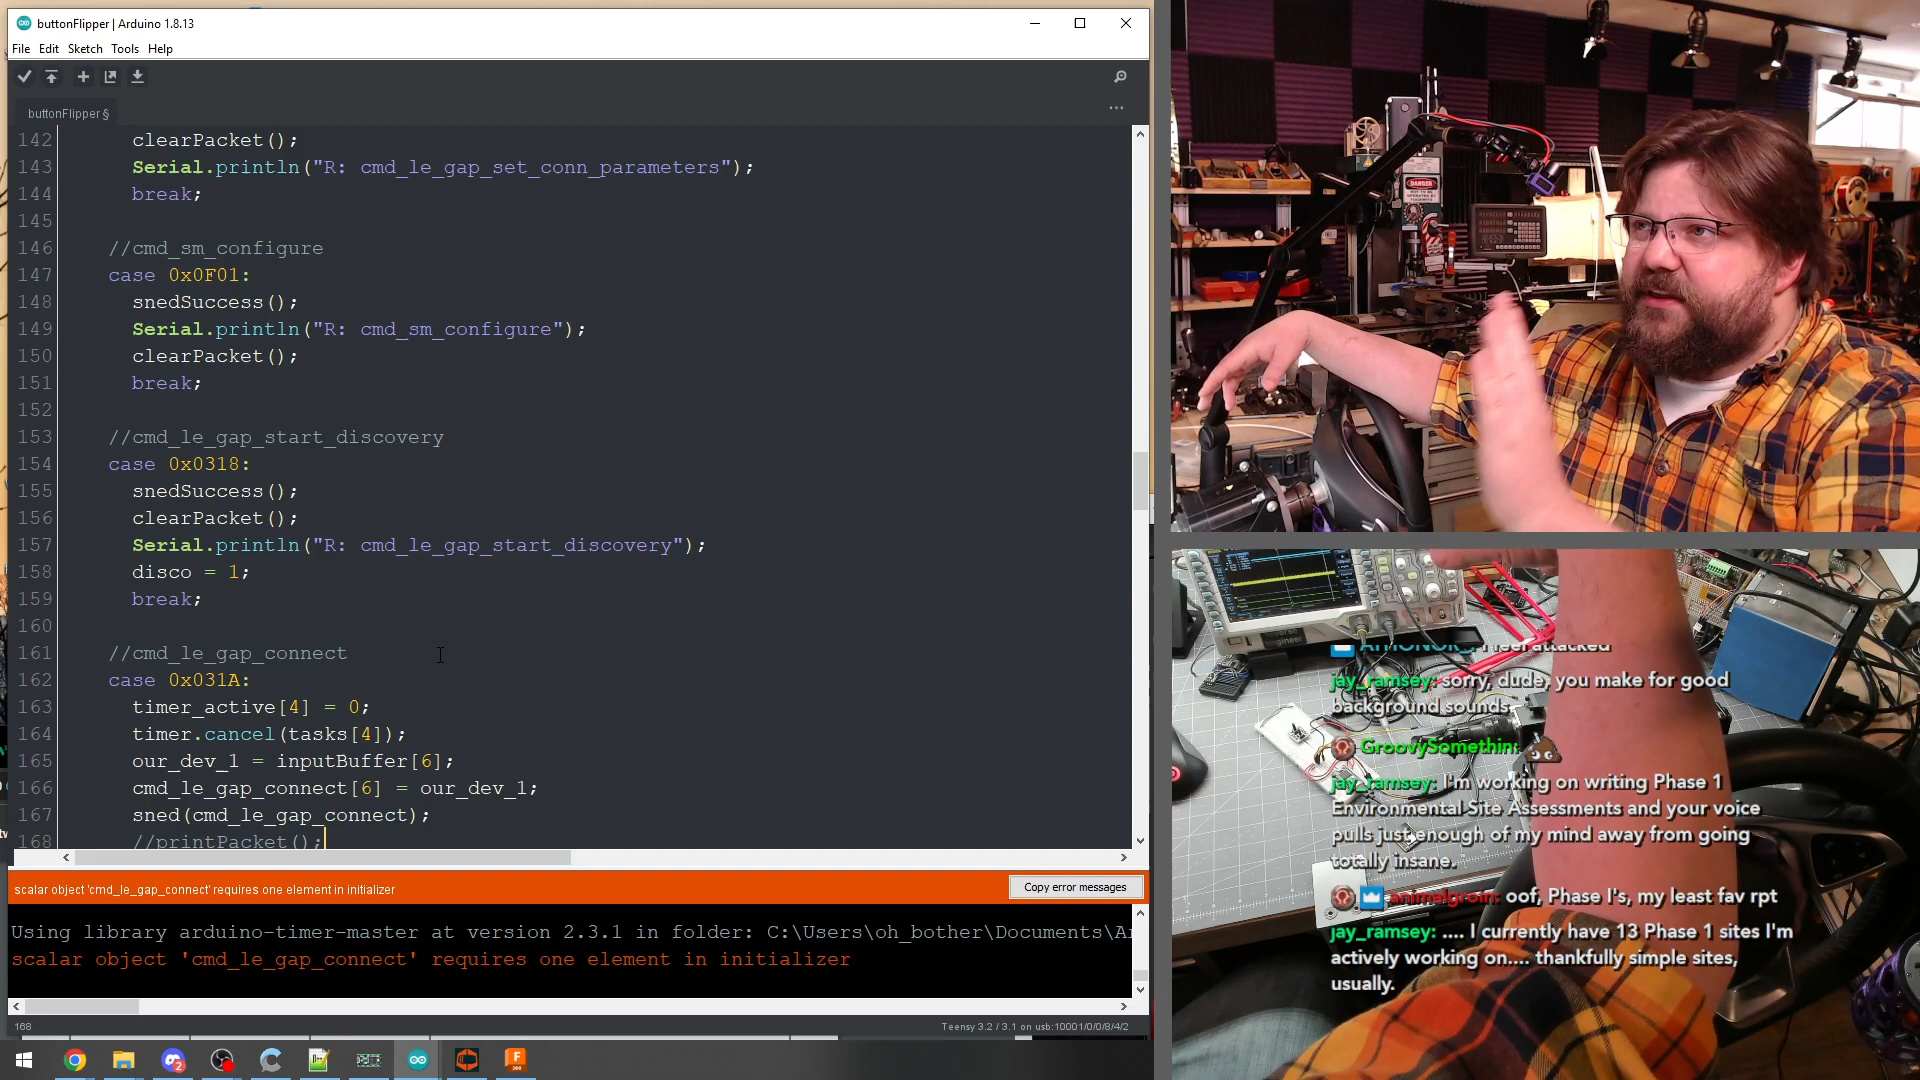 buttonFlipper | Arduino 1.8.13
File Edit Sketch Tools Help
buttonFlipper §
142 clearPacket();
143 Serial.println("R: cmd_le_gap_set_conn_parameters");
144 break;
145
146 //cmd_sm_configure
147 case 0x0F01:
148 snedSuccess();
149 Serial.println("R: cmd_sm_configure");
150 clearPacket();
151 break;
152
153 //cmd_le_gap_start_discovery
154 case 0x0318:
155 snedSuccess();
156 clearPacket();
157 Serial.println("R: cmd_le_gap_start_discovery");
158 disco = 1;
159 break;
160
161 //cmd_le_gap_connect
162 case 0x031A:
163 timer_active[4] = 0;
164 timer.cancel(tasks[4]);
165 our_dev_1 = inputBuffer[6];
166 cmd_le_gap_connect[6] = our_dev_1;
167 sned(cmd_le_gap_connect);
168 //printPacket();
scalar object 'cmd_le_gap_connect' requires one element in initializer
Copy error messages
Using library arduino-timer-master at version 2.3.1 in folder: C:\Users\oh_bother\Documents\A
scalar object 'cmd_le_gap_connect' requires one element in initializer
168
Teensy 3.2 / 3.1 on usb:10001/0/0/8/4/2
DANGER
feel attacked
jay_ramsey: sorry, dude, you make for good
background sounds.
GroovySomethin:
jay_ramsey: I'm working on writing Phase 1
Environmental Site Assessments and your voice
pulls just enough of my mind away from going
totally insane.
animalgroin: oof, Phase I's, my least fav rpt
jay_ramsey: .... I currently have 13 Phase 1 sites I'm
actively working on.... thankfully simple sites,
usually.